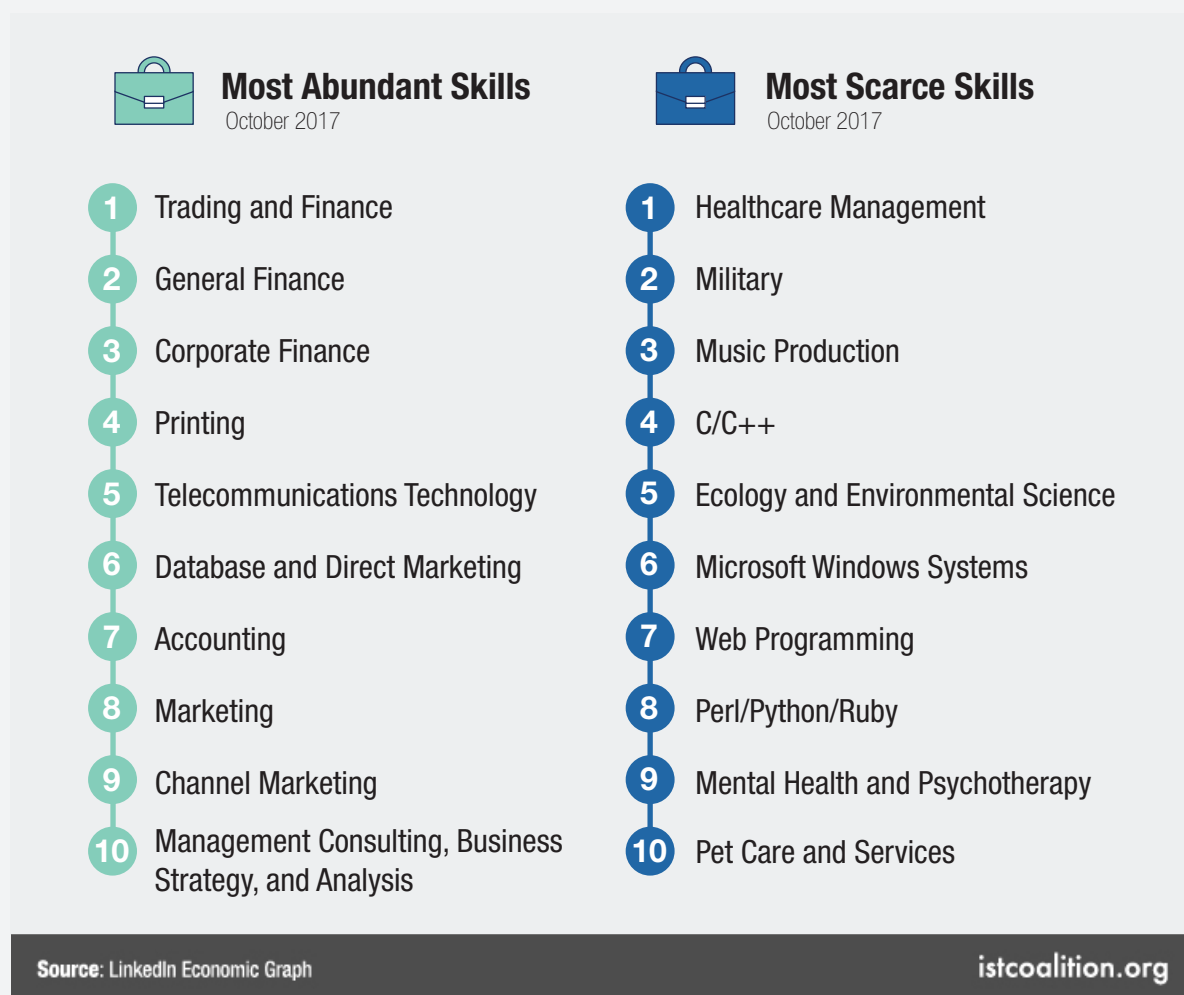 Most Abundant Skills
October 2017
1 Trading and Finance
2 General Finance
3 Corporate Finance
4 Printing
5 Telecommunications Technology
6 Database and Direct Marketing
7 Accounting
8 Marketing
9 Channel Marketing
10 Management Consulting, Business
Strategy, and Analysis
Most Scarce Skills
October 2017
1 Healthcare Management
2 Military
3 Music Production
4 C/C++
5 Ecology and Environmental Science
6 Microsoft Windows Systems
7 Web Programming
8 Perl/Python/Ruby
9 Mental Health and Psychotherapy
10 Pet Care and Services
Source: LinkedIn Economic Graph
istcoalition.org